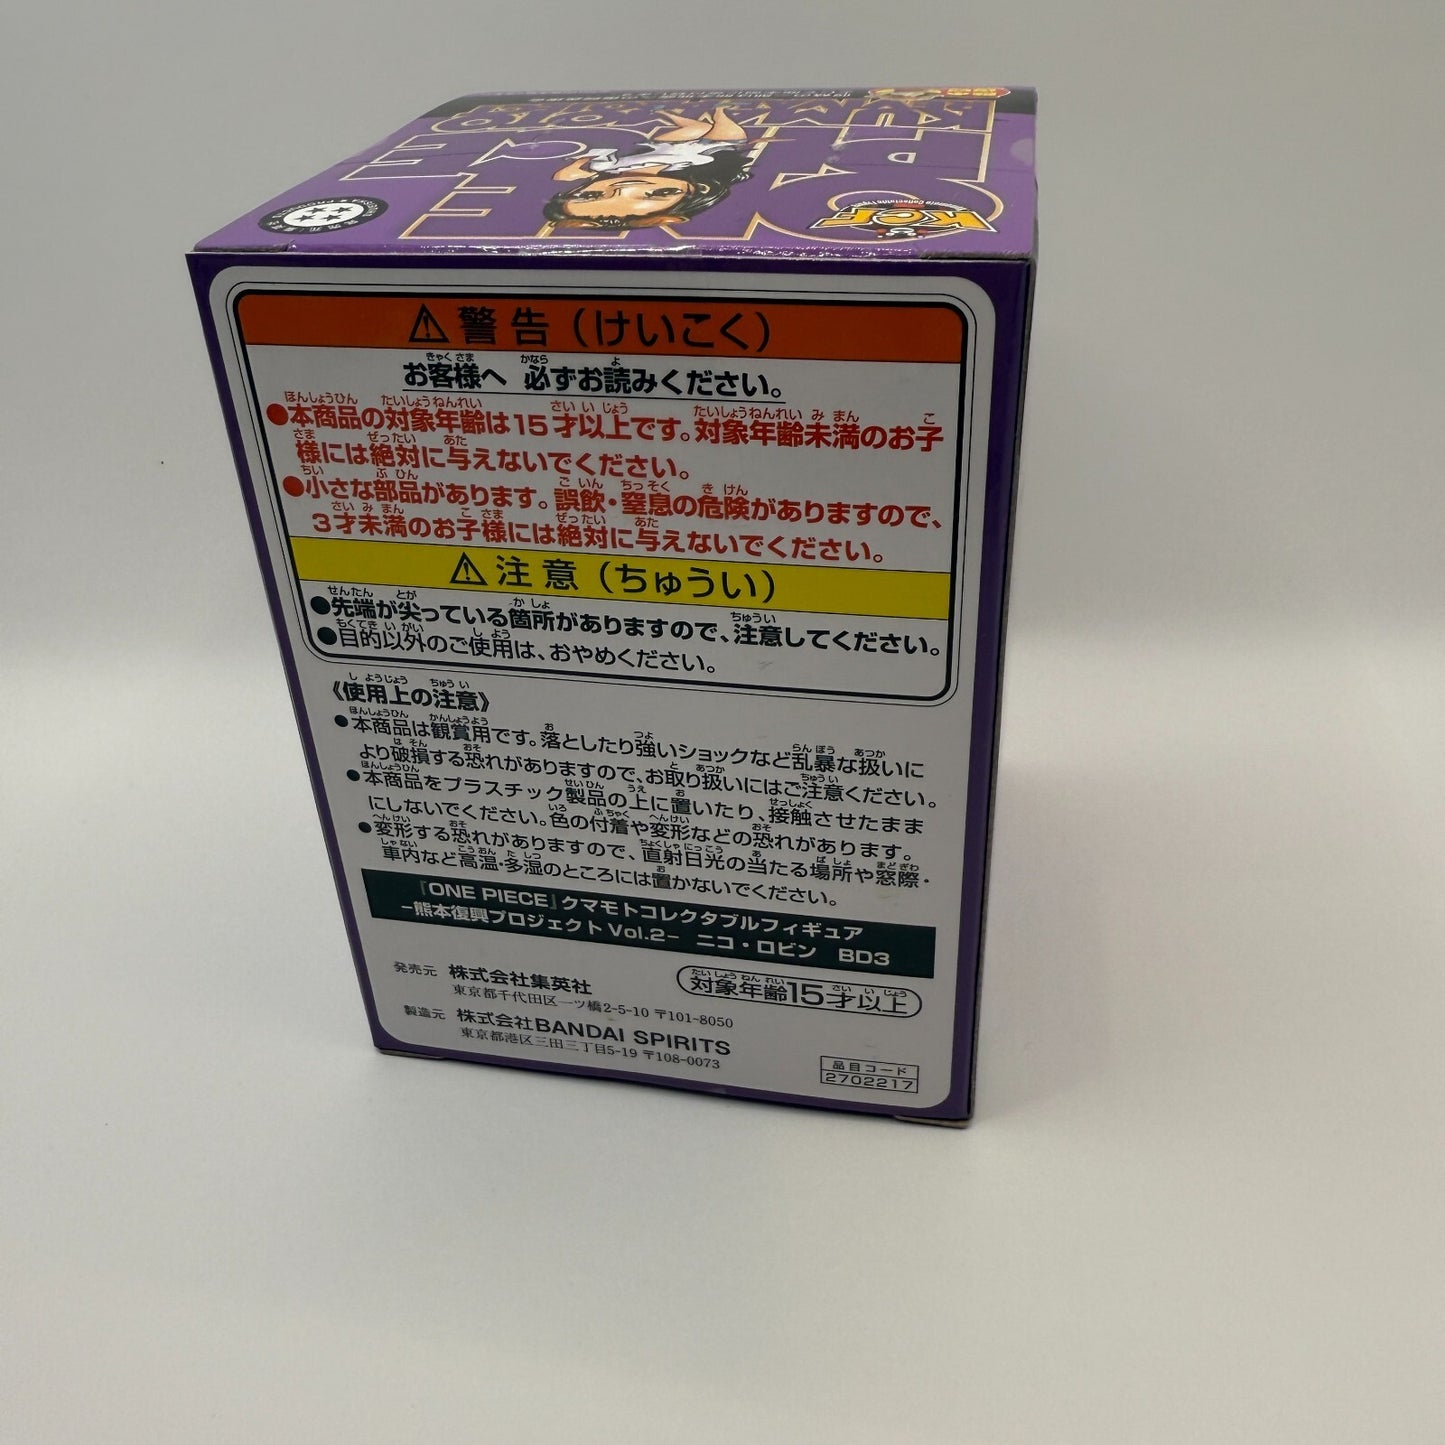 ONE
PIECE
KUMAMOTO
KCF
警告（けいこく）
お客様へ 必ずお読みください。
●本商品の対象年齢は15才以上です。対象年齢未満のお子
様には絶対に与えないでください。
●小さな部品があります。誤飲・窒息の危険がありますので、
3才未満のお子様には絶対に与えないでください。
注意（ちゅうい）
●先端が尖っている箇所がありますので、注意してください。
●目的以外のご使用は、おやめください。
《使用上の注意》
●本商品は観賞用です。落としたり強いショックなど乱暴な扱いに
より破損する恐れがありますので、お取り扱いにはご注意ください。
●本商品をプラスチック製品の上に置いたり、接触させたまま
にしないでください。色の付着や変形などの恐れがあります。
●変形する恐れがありますので、直射日光の当たる場所や窓際・
車内など高温・多湿のところには置かないでください。
『ONE PIECE』クマモトコレクタブルフィギュア
-熊本復興プロジェクトVol.2- ニコ・ロビン BD3
発売元 株式会社集英社
東京都千代田区一ツ橋2-5-10 〒101-8050
対象年齢15才以上
製造元 株式会社BANDAI SPIRITS
東京都港区三田三丁目5-19 〒108-0073
品目コード
2702217